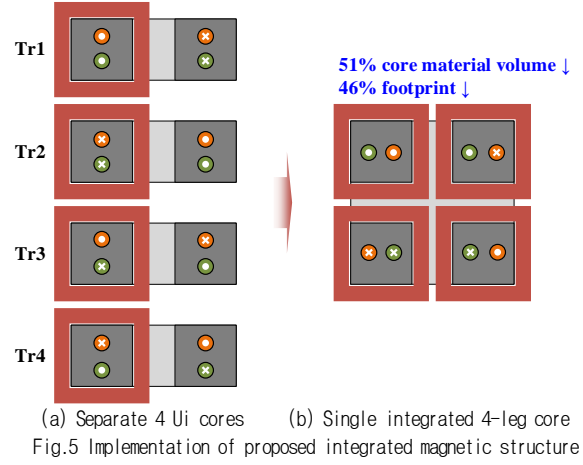 Tr1
51% core material volume ↓
46% footprint ↓
Tr2
Tr3
Tr4
(a) Separate 4 Ui cores
(b) Single integrated 4-leg core
Fig.5 Implementation of proposed integrated magnetic structure